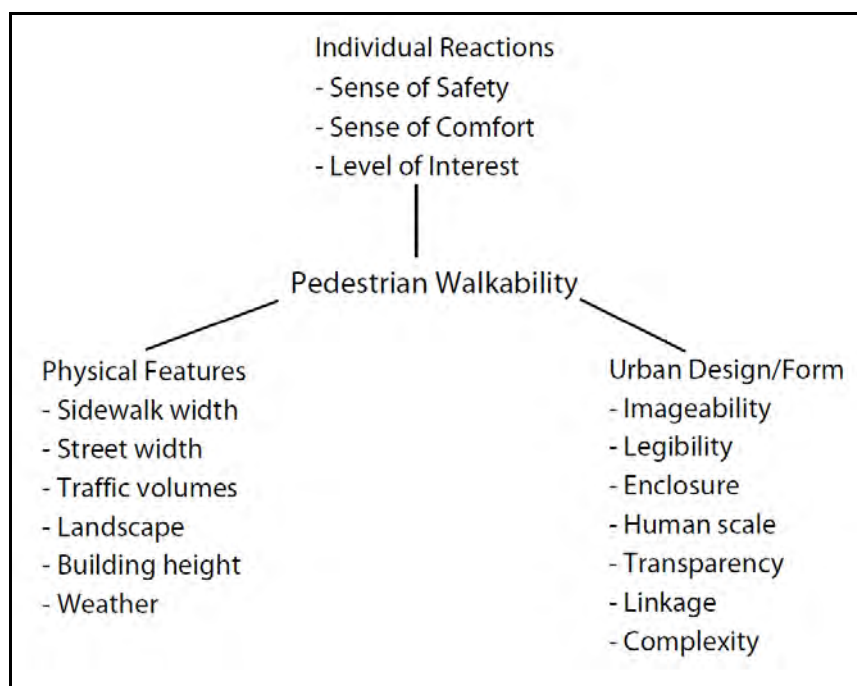 Individual Reactions
- Sense of Safety
- Sense of Comfort
- Level of Interest
Pedestrian Walkability
Physical Features
- Sidewalk width
- Street width
- Traffic volumes
- Landscape
- Building height
- Weather
Urban Design/Form
- Imageability
- Legibility
- Enclosure
- Human scale
- Transparency
- Linkage
- Complexity